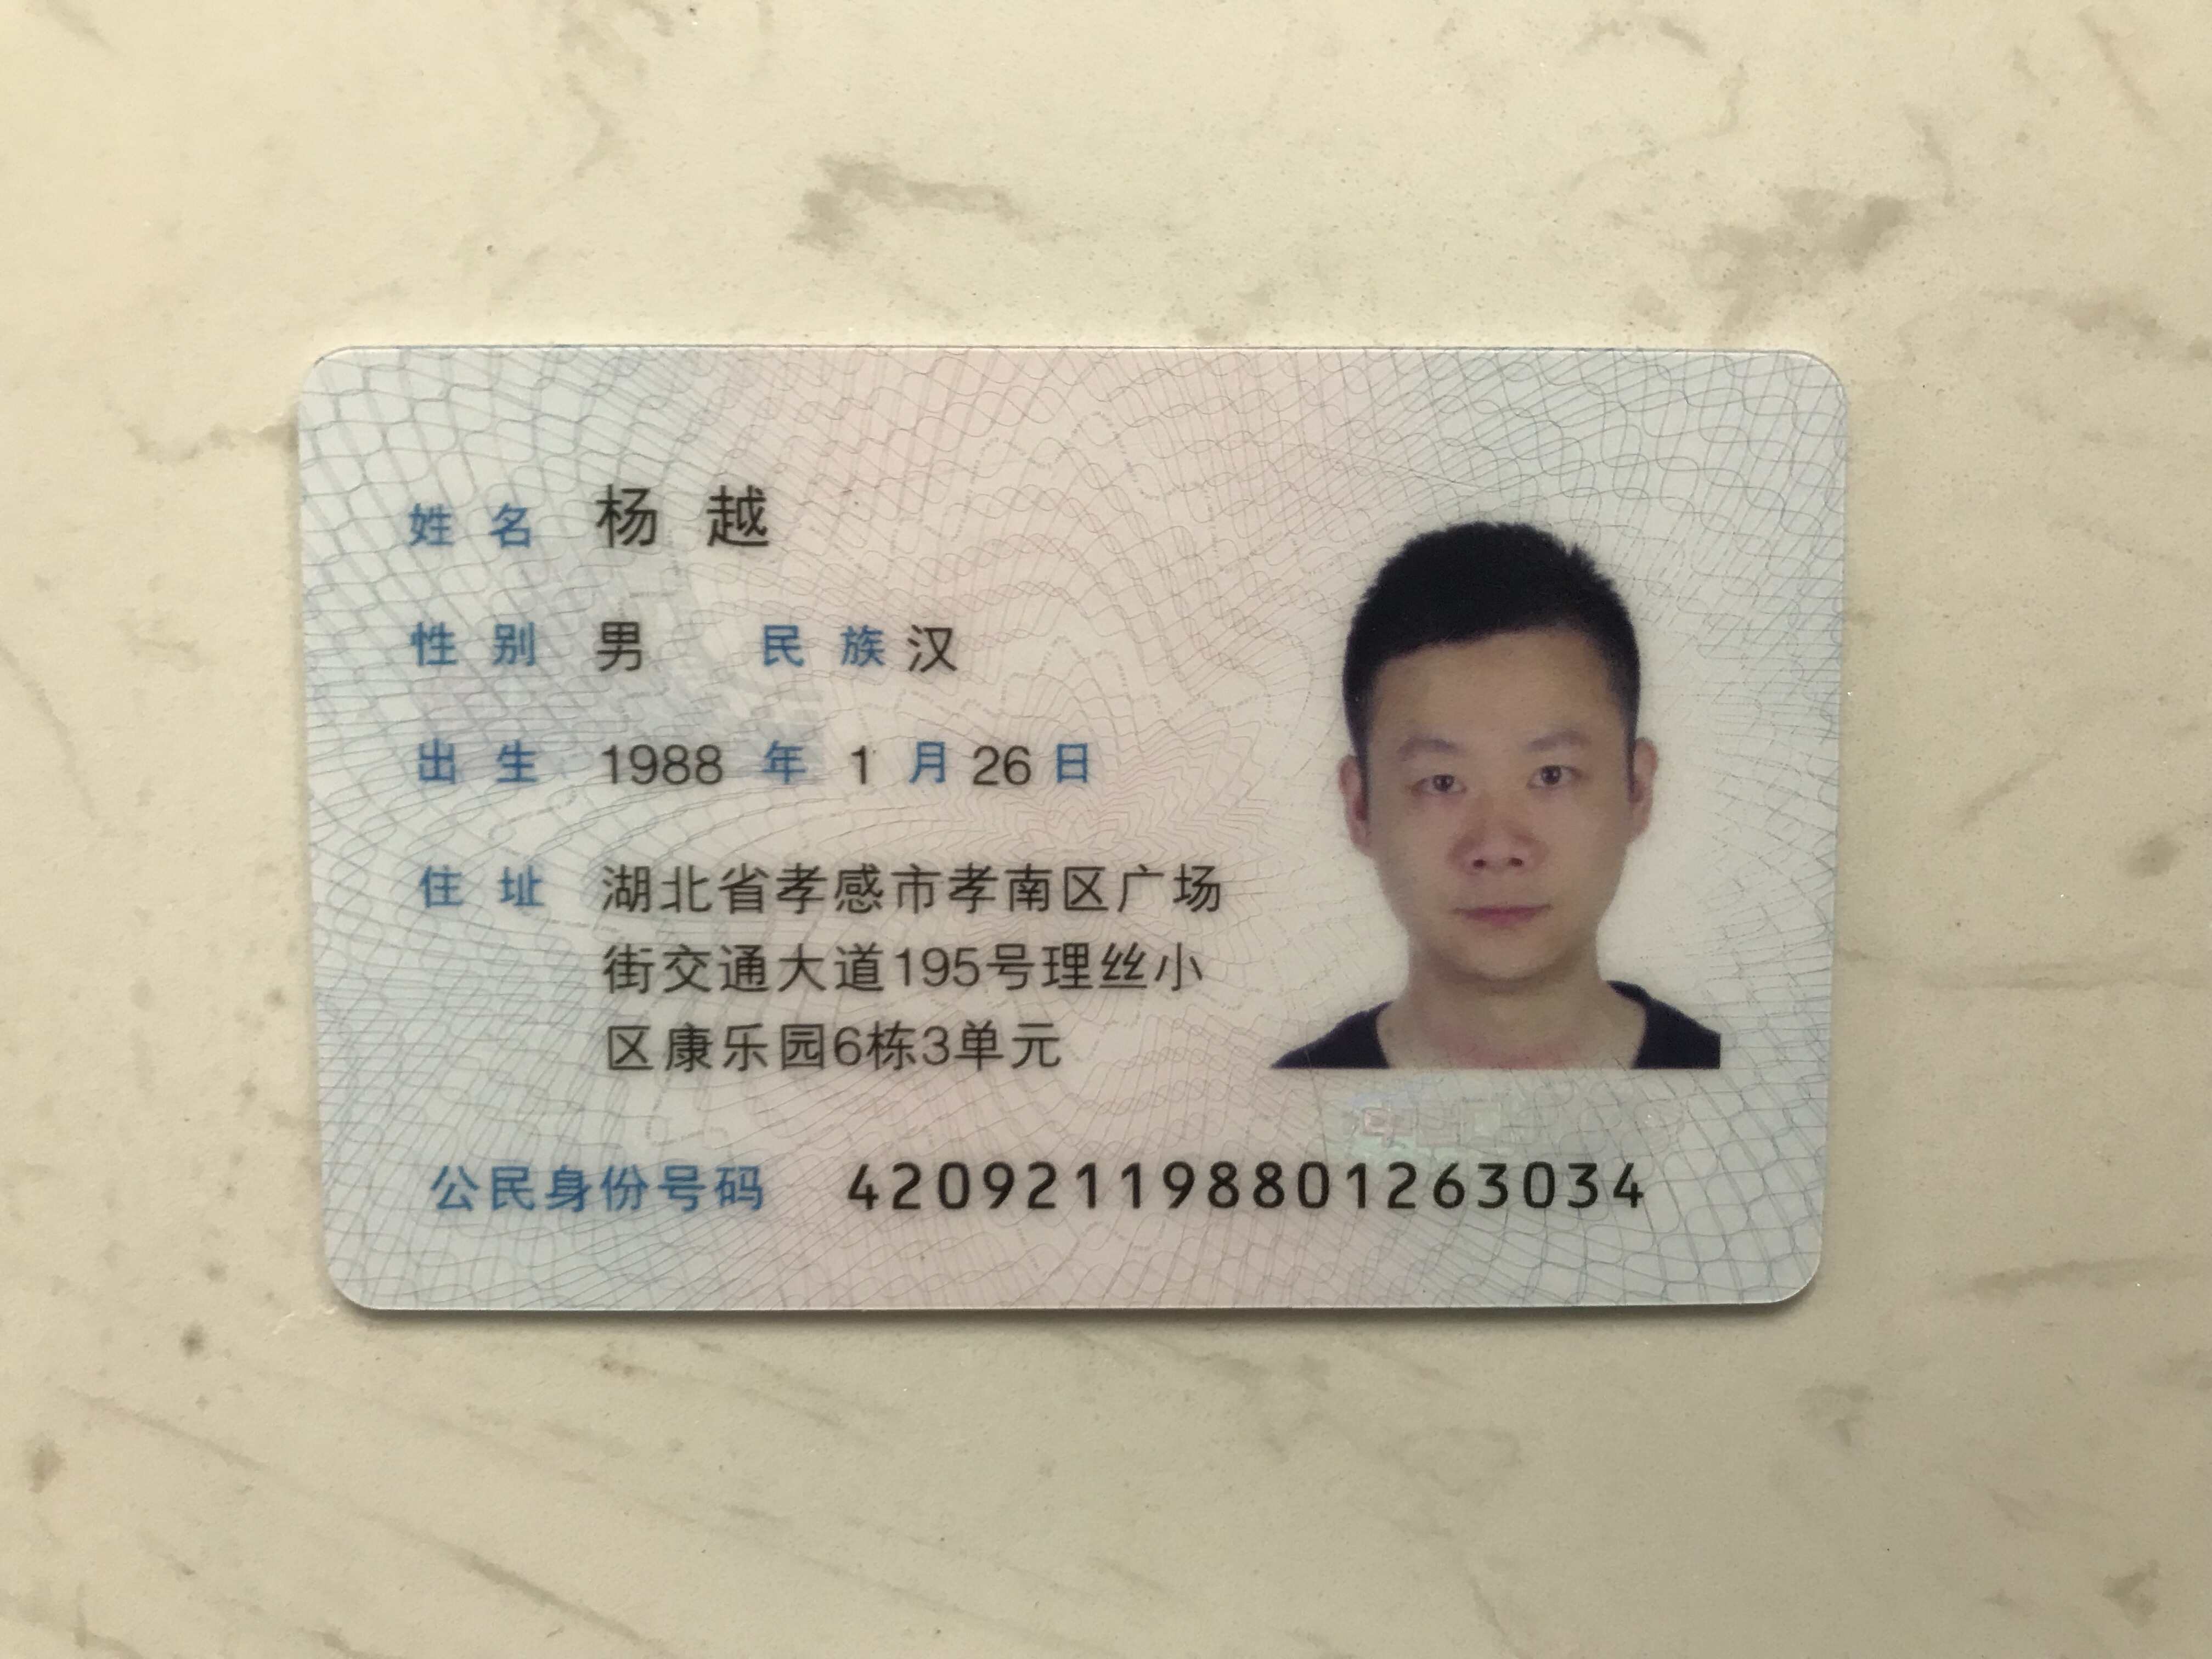 姓名 杨越
性别 男 民族 汉
出生 1988 年 1 月 26 日
住址 湖北省孝感市孝南区广场
街交通大道195号理丝小
区康乐园6栋3单元
公民身份号码 420921198801263034